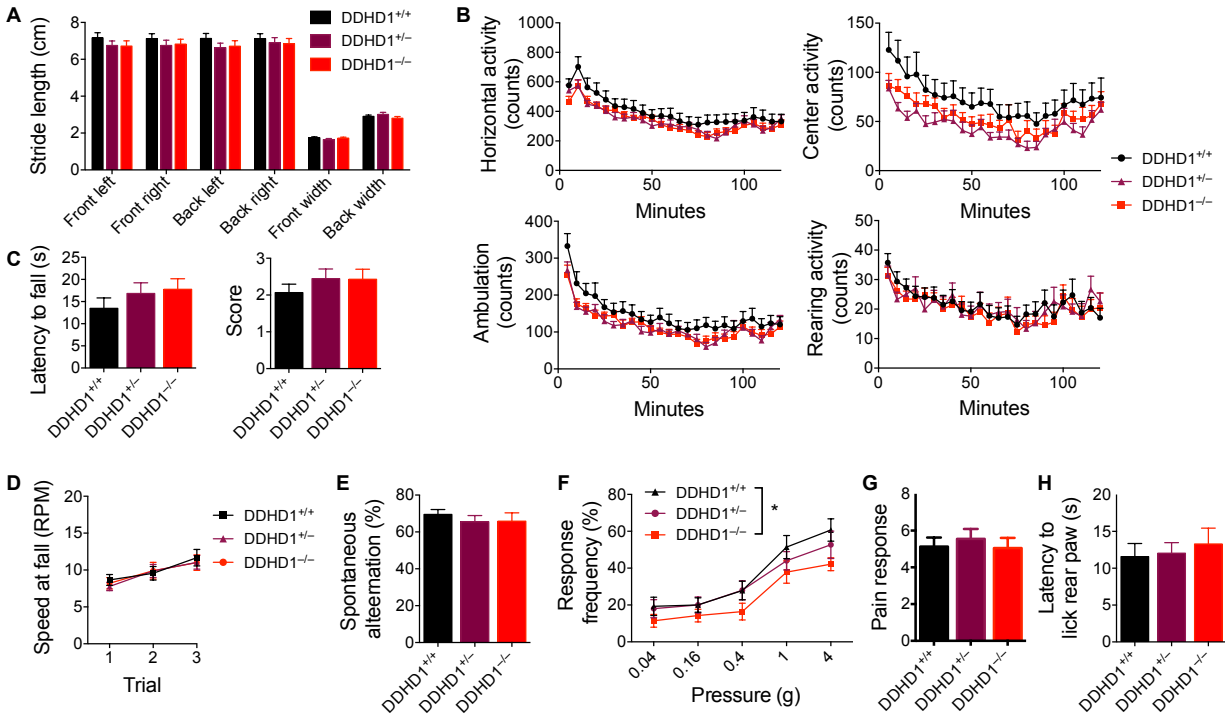 A
Stride length (cm)
8
6
4
2
0
Front left
Front right
Back left
Back right
Front width
Back width
DDHD1+/+
DDHD1+/–
DDHD1–/–
B
Horizontal activity
(counts)
1000
800
600
400
200
0
50
100
Minutes
Center activity
(counts)
150
100
50
0
50
100
Minutes
DDHD1+/+
DDHD1+/–
DDHD1–/–
Ambulation
(counts)
400
300
200
100
0
50
100
Minutes
Rearing activity
(counts)
50
40
30
20
10
0
50
100
Minutes
C
Latency to fall (s)
25
20
15
10
5
0
DDHD1+/+
DDHD1+/–
DDHD1–/–
Score
3
2
1
0
DDHD1+/+
DDHD1+/–
DDHD1–/–
D
Speed at fall (RPM)
20
15
10
5
0
1
2
3
Trial
DDHD1+/+
DDHD1+/–
DDHD1–/–
E
Spontaneous
alteernation (%)
80
60
40
20
0
DDHD1+/+
DDHD1+/–
DDHD1–/–
F
Response
frequency (%)
80
60
40
20
0
0.04
0.16
0.4
1
4
Pressure (g)
DDHD1+/+
DDHD1+/–
DDHD1–/–
*
G
Pain response
8
6
4
2
0
DDHD1+/+
DDHD1+/–
DDHD1–/–
H
Latency to
lick rear paw (s)
20
15
10
5
0
DDHD1+/+
DDHD1+/–
DDHD1–/–